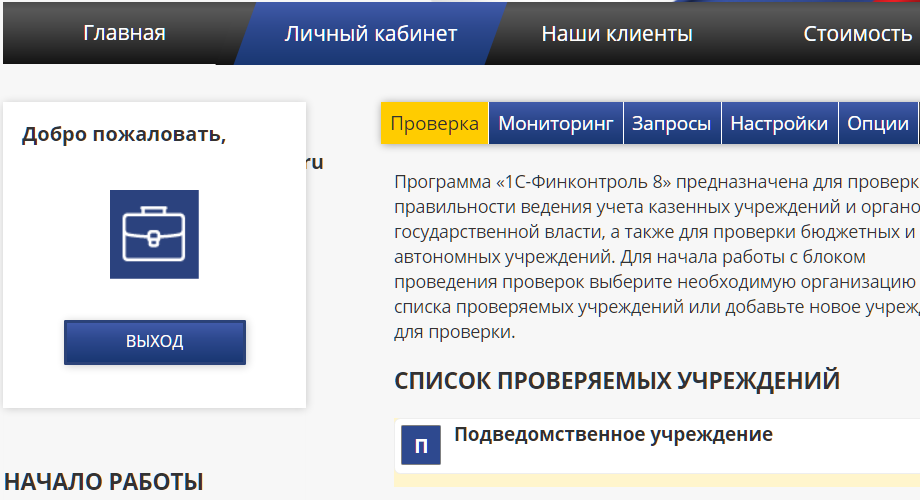 Главная
Личный кабинет
Наши клиенты
Стоимость
Добро пожаловать,
ru
ВЫХОД
НАЧАЛО РАБОТЫ
Проверка
Мониторинг
Запросы
Настройки
Опции
Программа «1С-Финконтроль 8» предназначена для проверк
правильности ведения учета казенных учреждений и органо
государственной власти, а также для проверки бюджетных и
автономных учреждений. Для начала работы с блоком
проведения проверок выберите необходимую организацию
списка проверяемых учреждений или добавьте новое учреж
для проверки.
СПИСОК ПРОВЕРЯЕМЫХ УЧРЕЖДЕНИЙ
П
Подведомственное учреждение